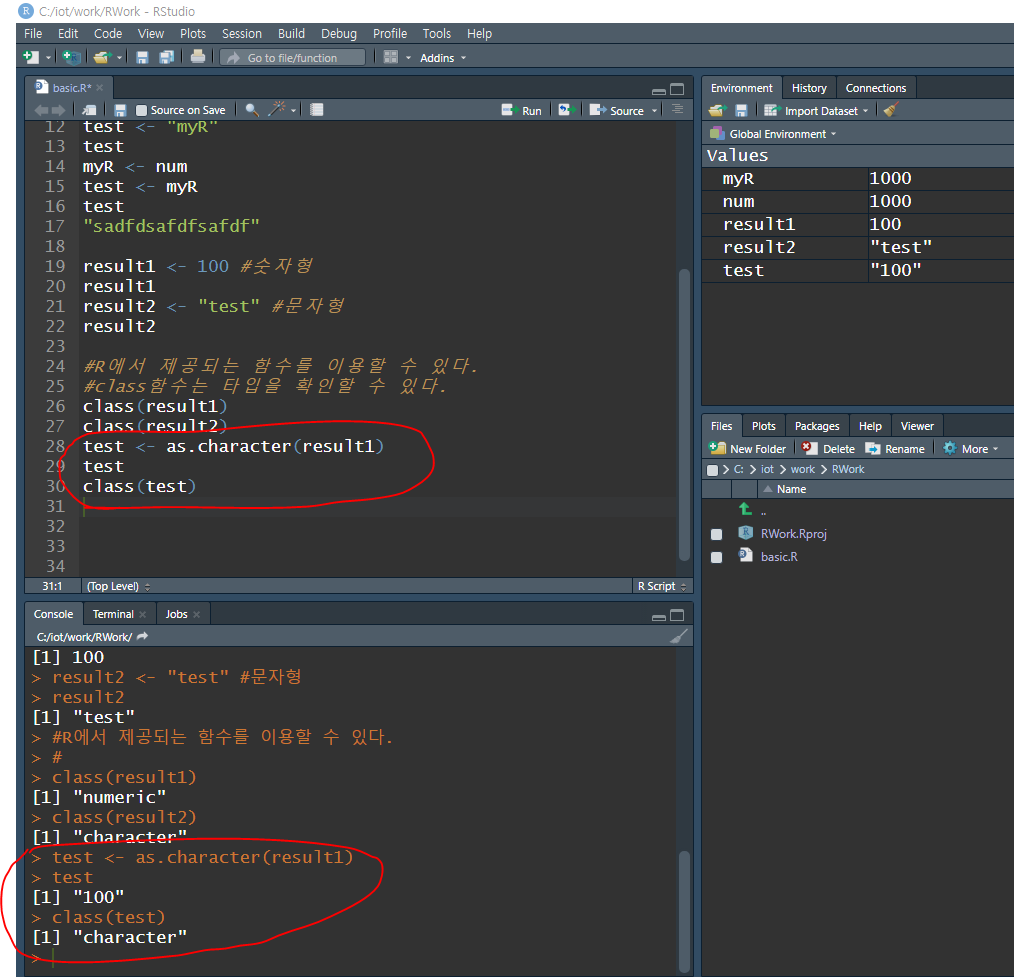 C:/iot/work/RWork - RStudio
File Edit Code View Plots Session Build Debug Profile Tools Help
Go to file/function Addins
basic.R*
Source on Save Run Source
12 test <- "myR"
13 test
14 myR <- num
15 test <- myR
16 test
17 "sadfdsafdfsafdf"
18
19 result1 <- 100 #숫자형
20 result1
21 result2 <- "test" #문자형
22 result2
23
24 #R에서 제공되는 함수를 이용할 수 있다.
25 #class함수는 타입을 확인할 수 있다.
26 class(result1)
27 class(result2)
28 test <- as.character(result1)
29 test
30 class(test)
31
32
33
34
31:1 (Top Level) R Script
Console Terminal Jobs
C:/iot/work/RWork/
[1] 100
> result2 <- "test" #문자형
> result2
[1] "test"
> #R에서 제공되는 함수를 이용할 수 있다.
> #
> class(result1)
[1] "numeric"
> class(result2)
[1] "character"
> test <- as.character(result1)
> test
[1] "100"
> class(test)
[1] "character"
>
Environment History Connections
Import Dataset
Global Environment
Values
myR 1000
num 1000
result1 100
result2 "test"
test "100"
Files Plots Packages Help Viewer
New Folder Delete Rename More
C: iot work RWork
Name
..
RWork.Rproj
basic.R